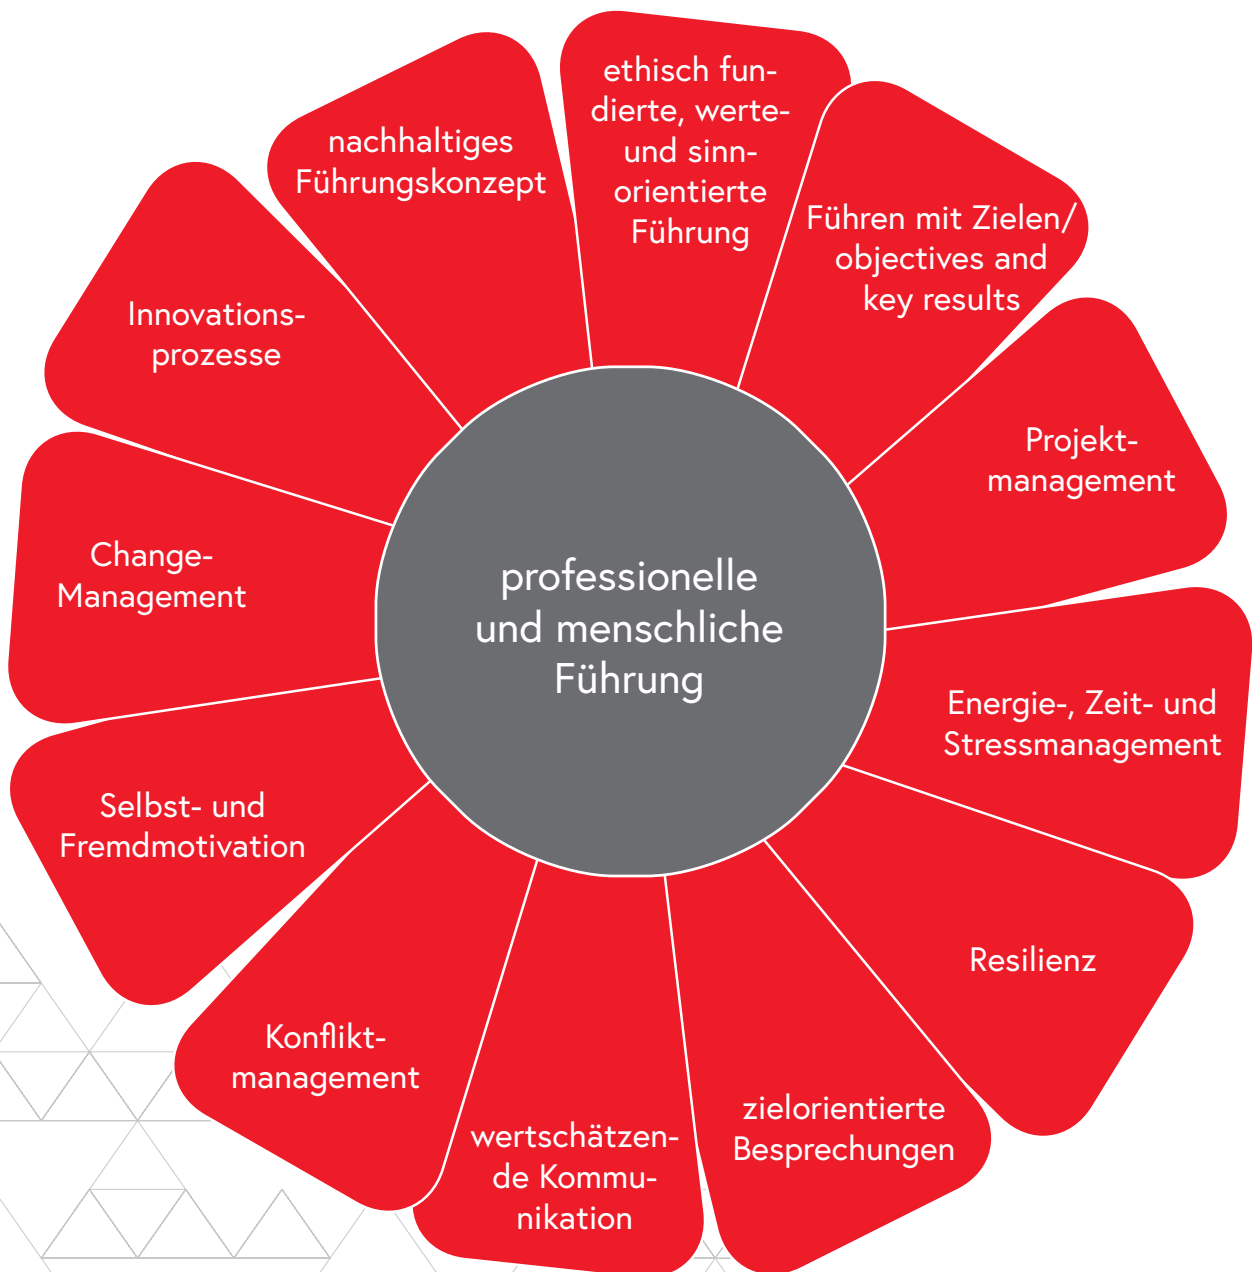 ethisch fun-
dierte, werte-
und sinn-
orientierte
Führung
Führen mit Zielen/
objectives and
key results
Projekt-
management
Energie-, Zeit- und
Stressmanagement
Resilienz
zielorientierte
Besprechungen
wertschätzen-
de Kommu-
nikation
Konflikt-
management
Selbst- und
Fremdmotivation
Change-
Management
Innovations-
prozesse
nachhaltiges
Führungskonzept
professionelle
und menschliche
Führung